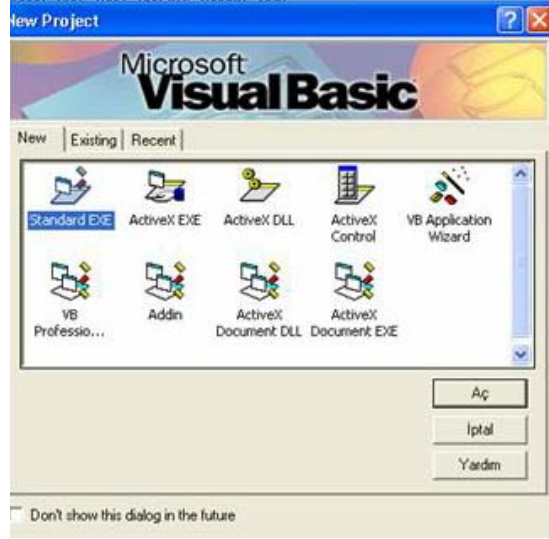 New Project
Microsoft
Visual Basic
New Existing Recent
Standard EXE ActiveX EXE ActiveX DLL ActiveX Control VB Application Wizard
VB Professio... Addin ActiveX Document DLL ActiveX Document EXE
Aç
İptal
Yardım
Don't show this dialog in the future